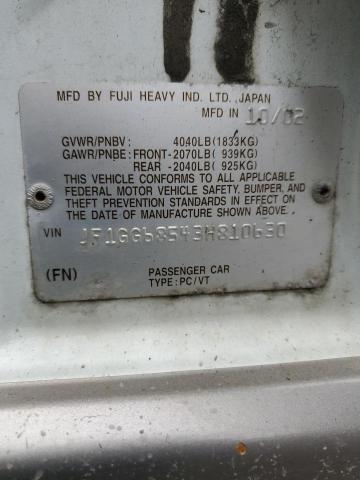 MFD BY FUJI HEAVY IND. LTD. JAPAN
MFD IN 10/02
GVWR/PNBV: 4040LB(1833KG)
GAWR/PNBE: FRONT-2070LB( 939KG)
REAR -2040LB( 925KG)
THIS VEHICLE CONFORMS TO ALL APPLICABLE
FEDERAL MOTOR VEHICLE SAFETY, BUMPER, AND
THEFT PREVENTION STANDARDS IN EFFECT ON
THE DATE OF MANUFACTURE SHOWN ABOVE.
VIN JF1GG68543H810630
(FN) PASSENGER CAR
TYPE:PC/VT